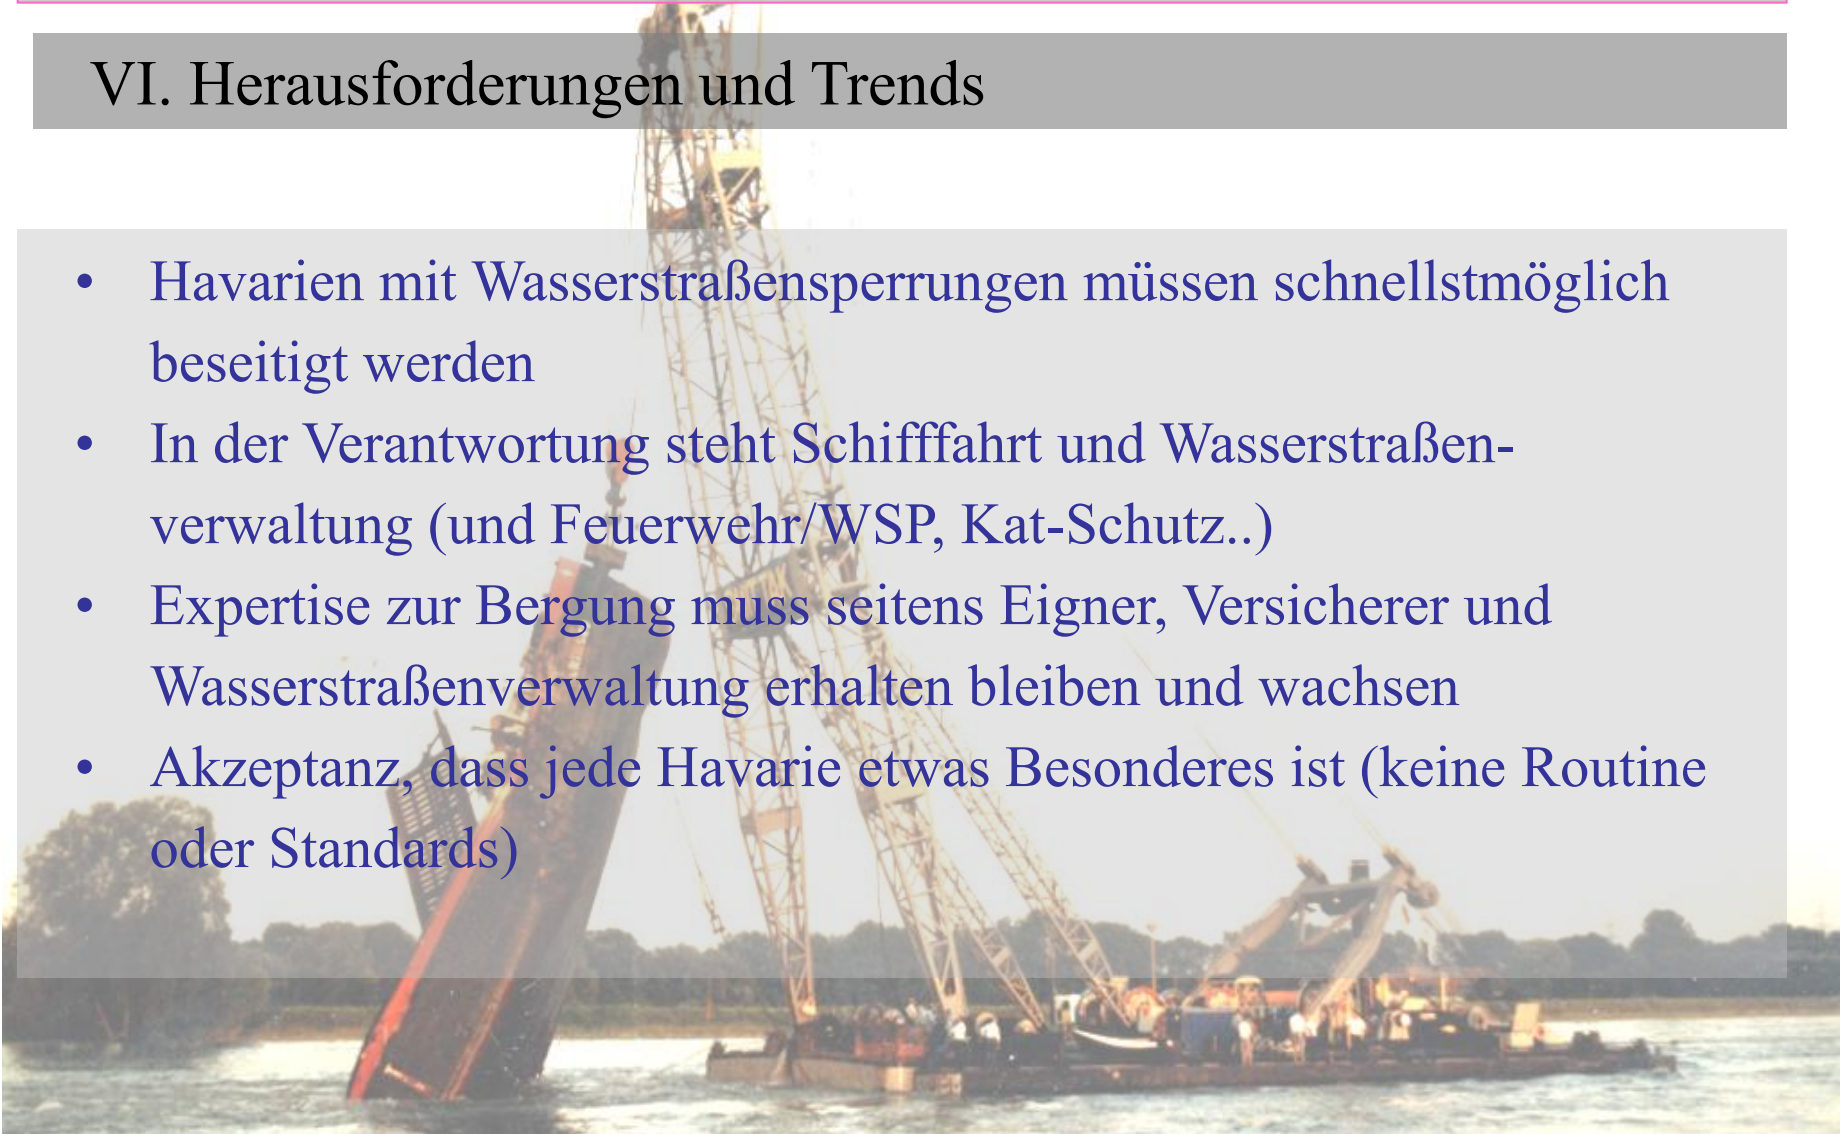 VI. Herausforderungen und Trends
• Havarien mit Wasserstraßensperrungen müssen schnellstmöglich
beseitigt werden
• In der Verantwortung steht Schifffahrt und Wasserstraßen-
verwaltung (und Feuerwehr/WSP, Kat-Schutz..)
• Expertise zur Bergung muss seitens Eigner, Versicherer und
Wasserstraßenverwaltung erhalten bleiben und wachsen
• Akzeptanz, dass jede Havarie etwas Besonderes ist (keine Routine
oder Standards)